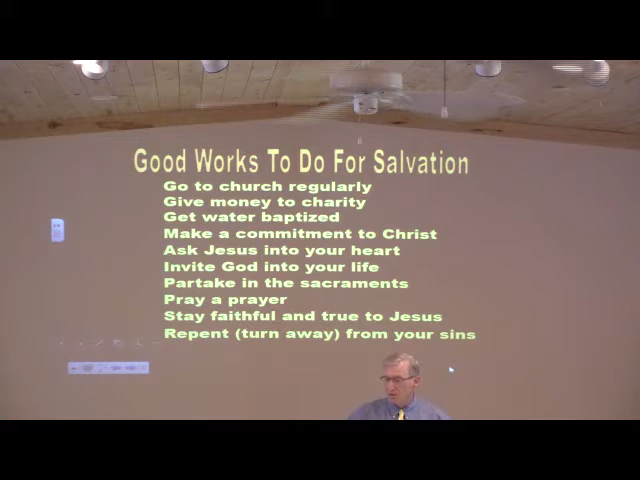 Good Works To Do For Salvation
Go to church regularly
Give money to charity
Get water baptized
Make a commitment to Christ
Ask Jesus into your heart
Invite God into your life
Partake in the sacraments
Pray a prayer
Stay faithful and true to Jesus
Repent (turn away) from your sins